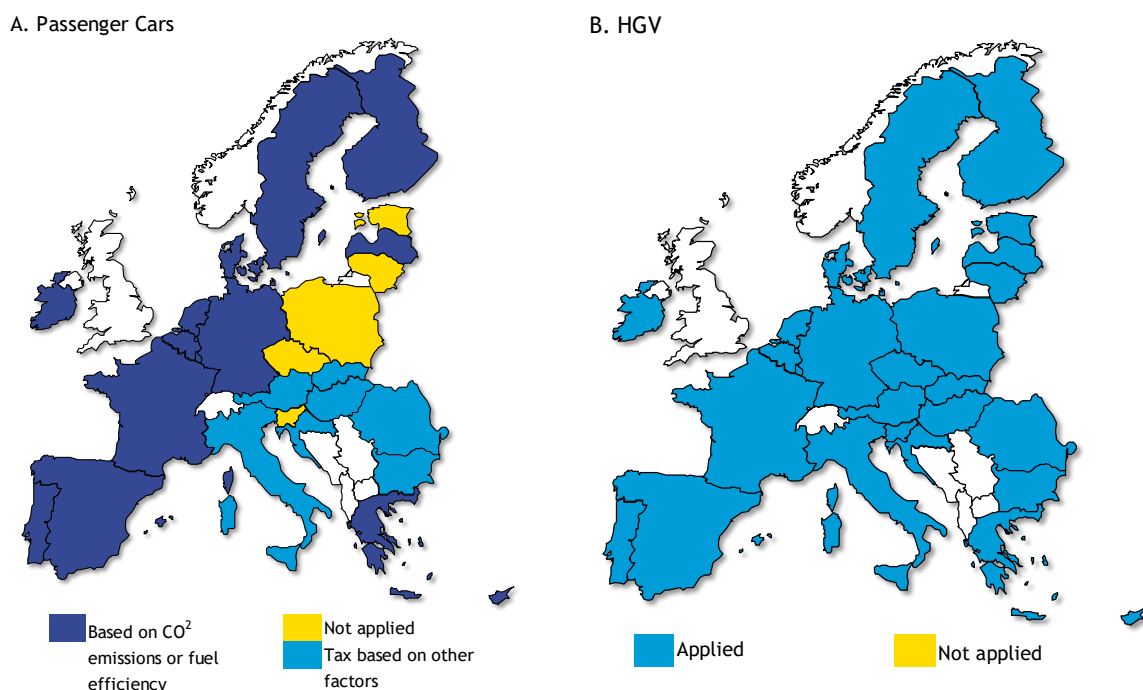 A. Passenger Cars
B. HGV
Based on CO²
emissions or fuel
efficiency
Not applied
Tax based on other
factors
Applied
Not applied